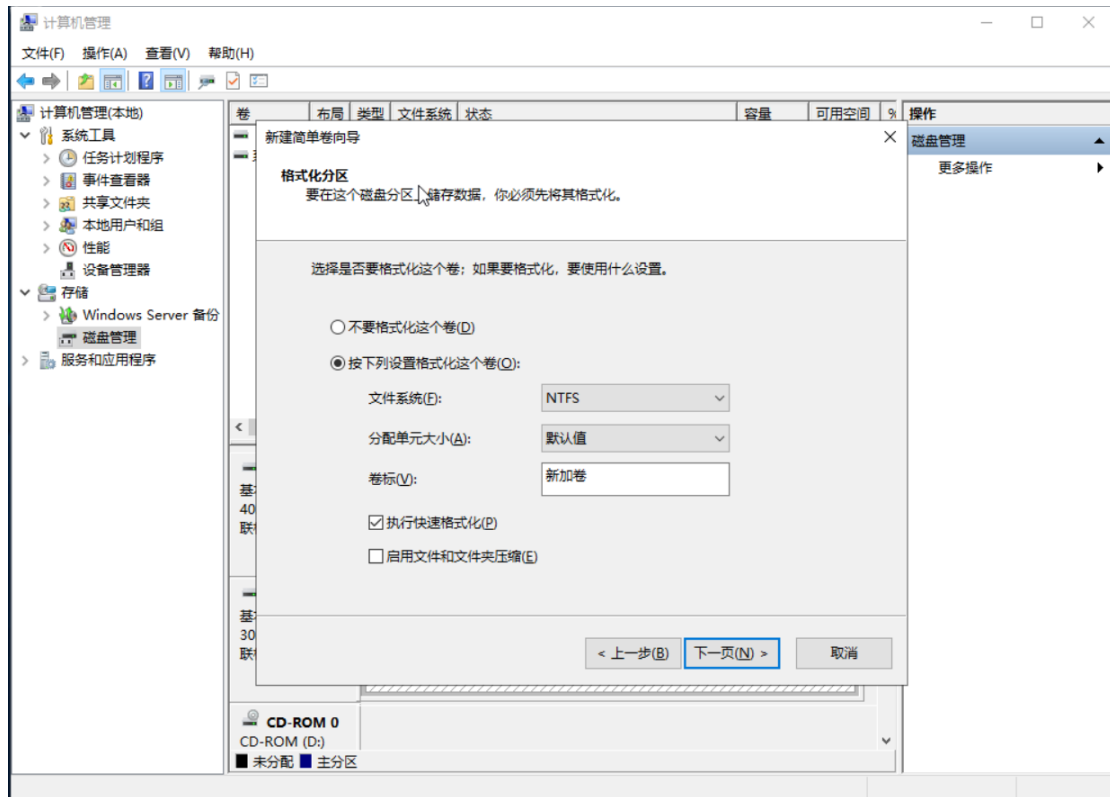 计算机管理
文件(F) 操作(A) 查看(V) 帮助(H)
计算机管理(本地)
系统工具
任务计划程序
事件查看器
共享文件夹
本地用户和组
性能
设备管理器
存储
Windows Server 备份
磁盘管理
服务和应用程序
卷 布局 类型 文件系统 状态 容量 可用空间 %
新建简单卷向导
格式化分区
要在这个磁盘分区上储存数据，你必须先将其格式化。
选择是否要格式化这个卷；如果要格式化，要使用什么设置。
不要格式化这个卷(D)
按下列设置格式化这个卷(O):
文件系统(F): NTFS
分配单元大小(A): 默认值
卷标(V): 新加卷
执行快速格式化(P)
启用文件和文件夹压缩(E)
< 上一步(B) 下一页(N) > 取消
基
40
联
基
30
联
CD-ROM 0
CD-ROM (D:)
未分配 主分区
操作
磁盘管理
更多操作